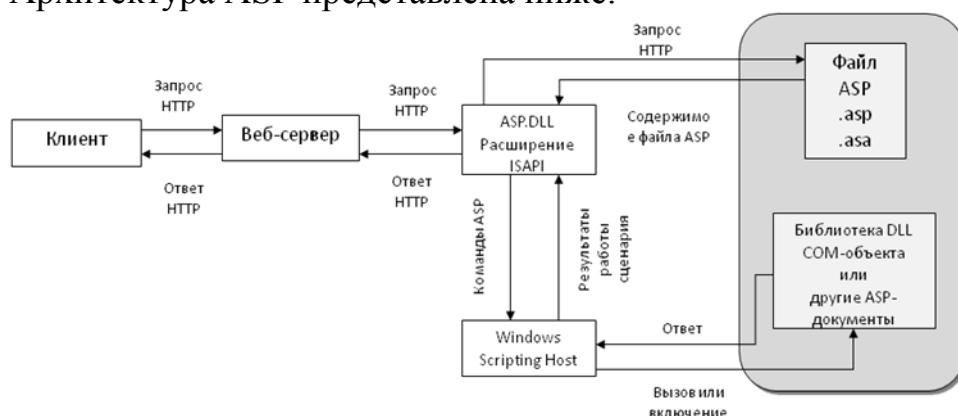 Архитектура ASP представлена ниже:
Запрос
HTTP
Файл
ASP
.asp
.asa
Запрос
HTTP
Запрос
HTTP
Клиент
Веб-сервер
ASP.DLL
Расширение
ISAPI
Содержимо
е файла ASP
Ответ
HTTP
Ответ
HTTP
Команды ASP
Результаты
работы
сценария
Библиотека DLL
COM-объекта
или
другие ASP-
документы
Windows
Scripting Host
Ответ
Вызов или
включение